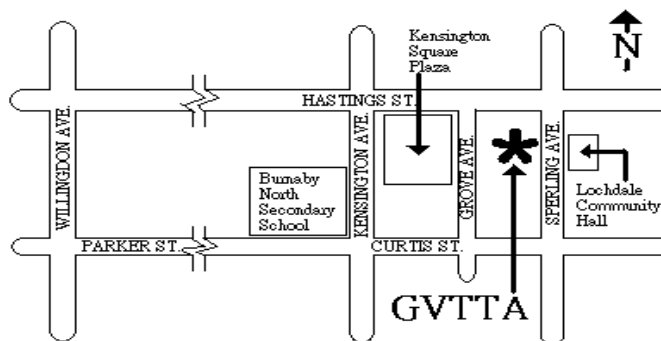 Kensington
Square
Plaza
N
HASTINGS ST.
WILLINGDON AVE.
KENSINGTON AVE.
GROVE AVE.
SPERLING AVE.
Burnaby
North
Secondary
School
Lochdale
Community
Hall
PARKER ST.
CURTIS ST.
GVTTA